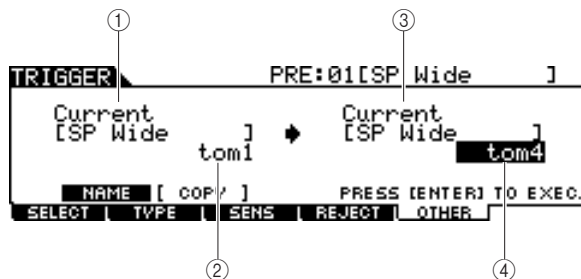 ① ③
TRIGGER PRE:01[SP Wide ]
Current Current
[SP Wide ] [SP Wide ]
tom1 tom4
NAME [ COPY ] PRESS [ENTER] TO EXEC.
SELECT TYPE SENS REJECT OTHER
② ④